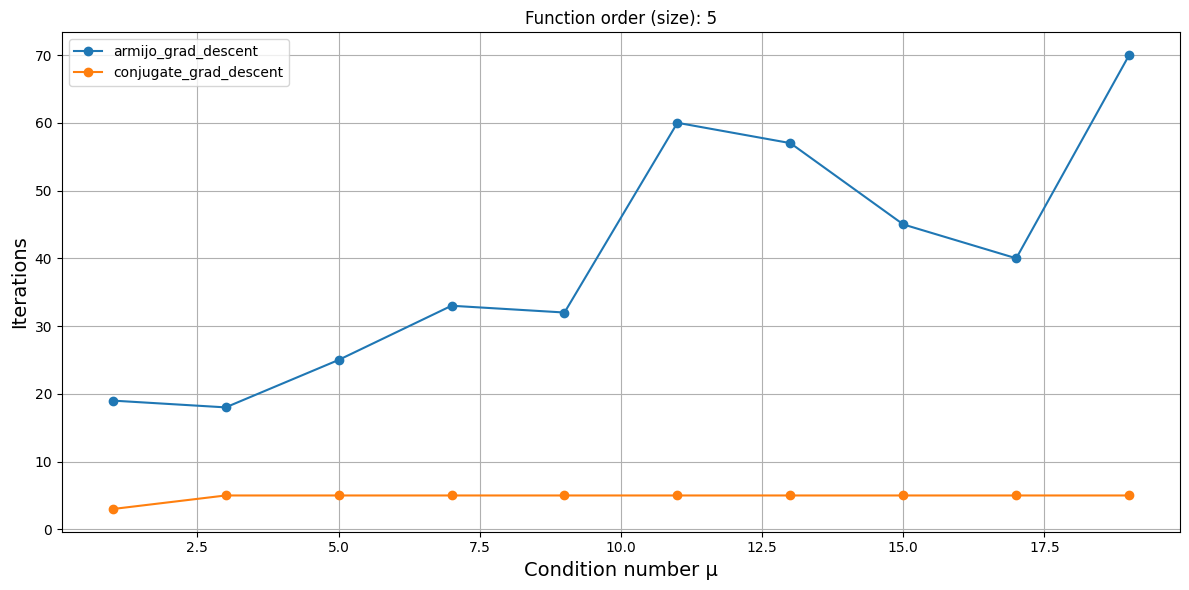 Function order (size): 5
armijo_grad_descent
conjugate_grad_descent
70
60
50
40
30
20
10
0
Iterations
2.5 5.0 7.5 10.0 12.5 15.0 17.5
Condition number μ